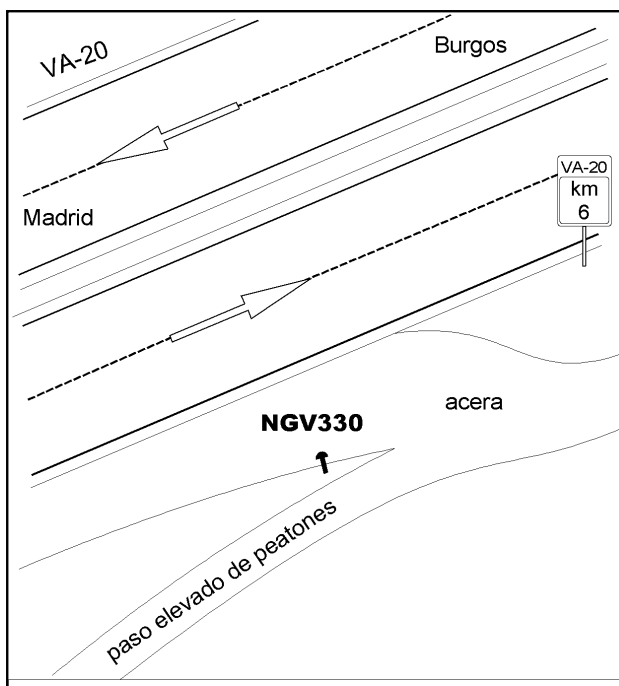 VA-20
Burgos
VA-20
km
6
Madrid
acera
NGV330
paso elevado de peatones